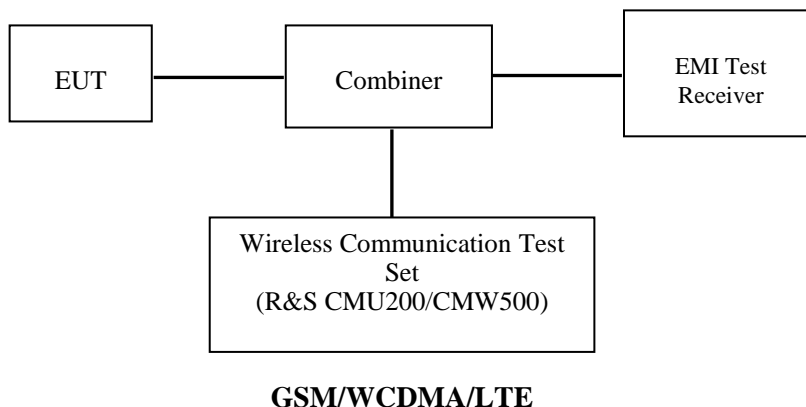 EUT
Combiner
EMI Test
Receiver
Wireless Communication Test
Set
(R&S CMU200/CMW500)
GSM/WCDMA/LTE